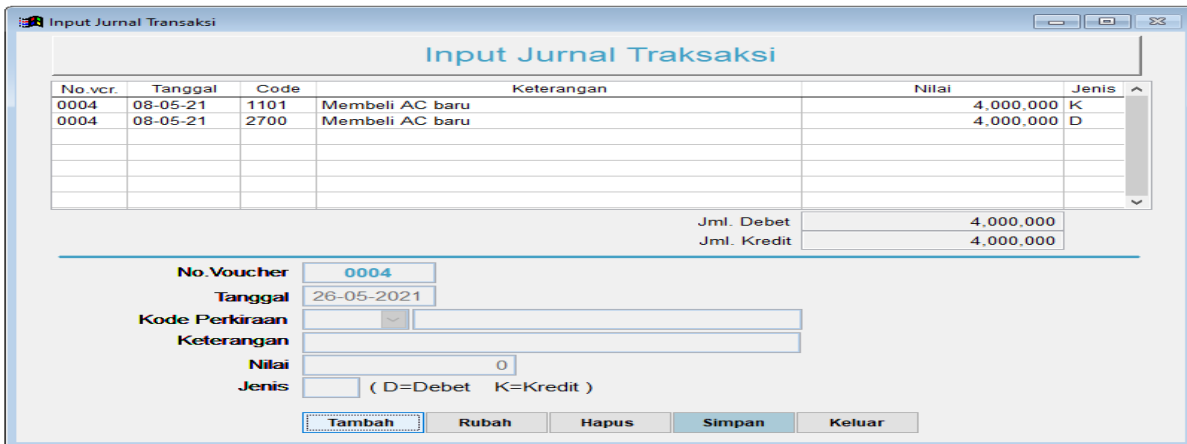 Input Jurnal Transaksi
Input Jurnal Traksaksi
No.vcr. Tanggal Code Keterangan Nilai Jenis
0004 08-05-21 1101 Membeli AC baru 4,000,000 K
0004 08-05-21 2700 Membeli AC baru 4,000,000 D
Jml. Debet 4,000,000
Jml. Kredit 4,000,000
No.Voucher 0004
Tanggal 26-05-2021
Kode Perkiraan
Keterangan
Nilai 0
Jenis ( D=Debet K=Kredit )
Tambah Rubah Hapus Simpan Keluar